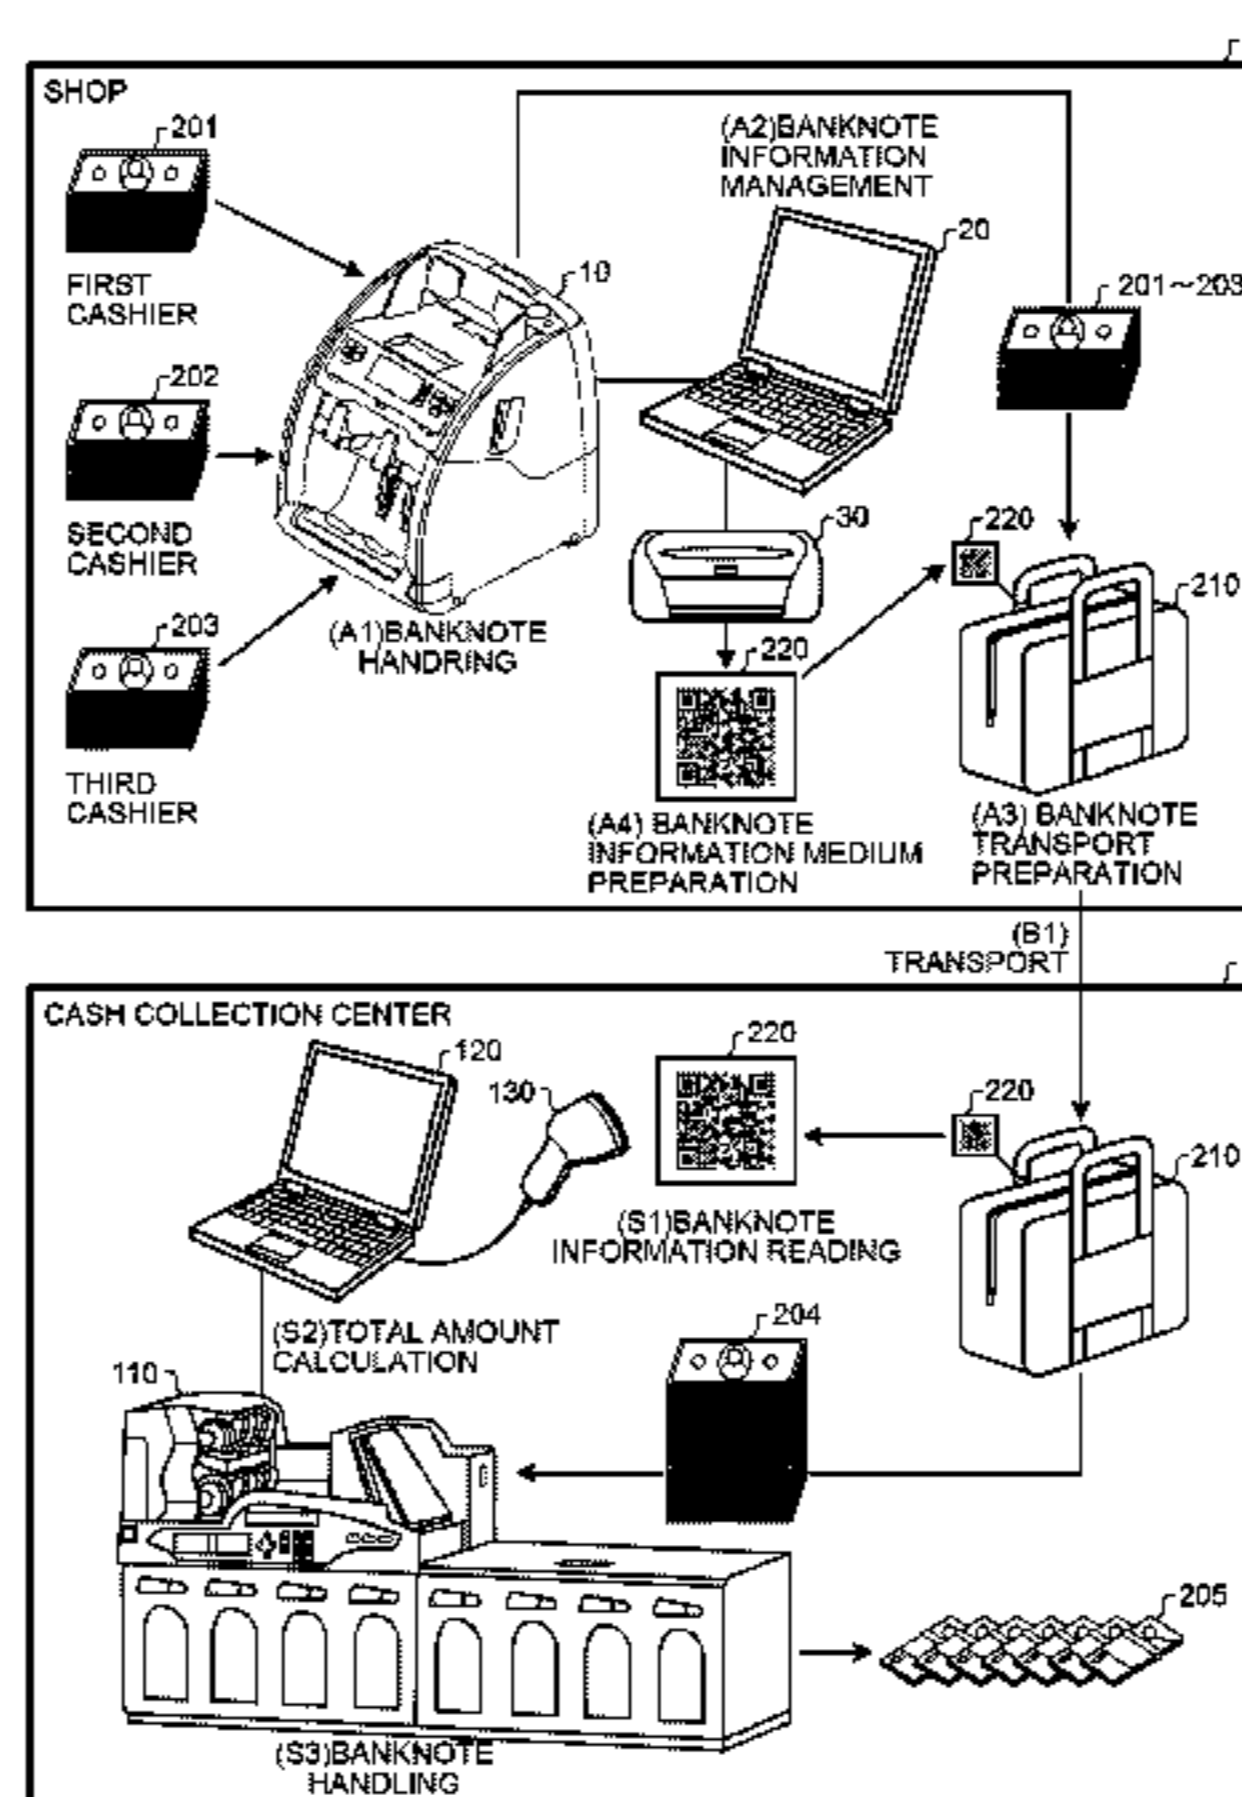 SHOP
201
FIRST
CASHIER
202
SECOND
CASHIER
203
THIRD
CASHIER
10
(A1)BANKNOTE
HANDRING
(A2)BANKNOTE
INFORMATION
MANAGEMENT
20
201~203
30
220
220
210
(A4) BANKNOTE
INFORMATION MEDIUM
PREPARATION
(A3) BANKNOTE
TRANSPORT
PREPARATION
(B1)
TRANSPORT
CASH COLLECTION CENTER
120
130
220
220
210
(S1)BANKNOTE
INFORMATION READING
(S2)TOTAL AMOUNT
CALCULATION
204
110
205
(S3)BANKNOTE
HANDLING